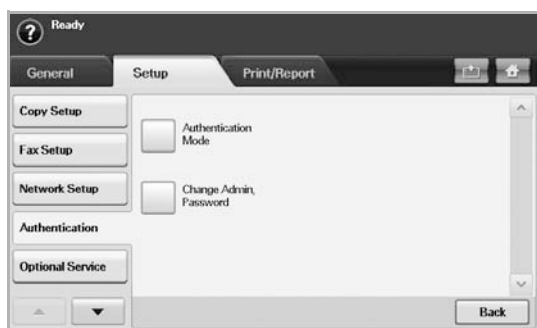 ?
Ready
General
Setup
Print/Report
Copy Setup
Fax Setup
Network Setup
Authentication
Optional Service
Authentication
Mode
Change Admin,
Password
Back